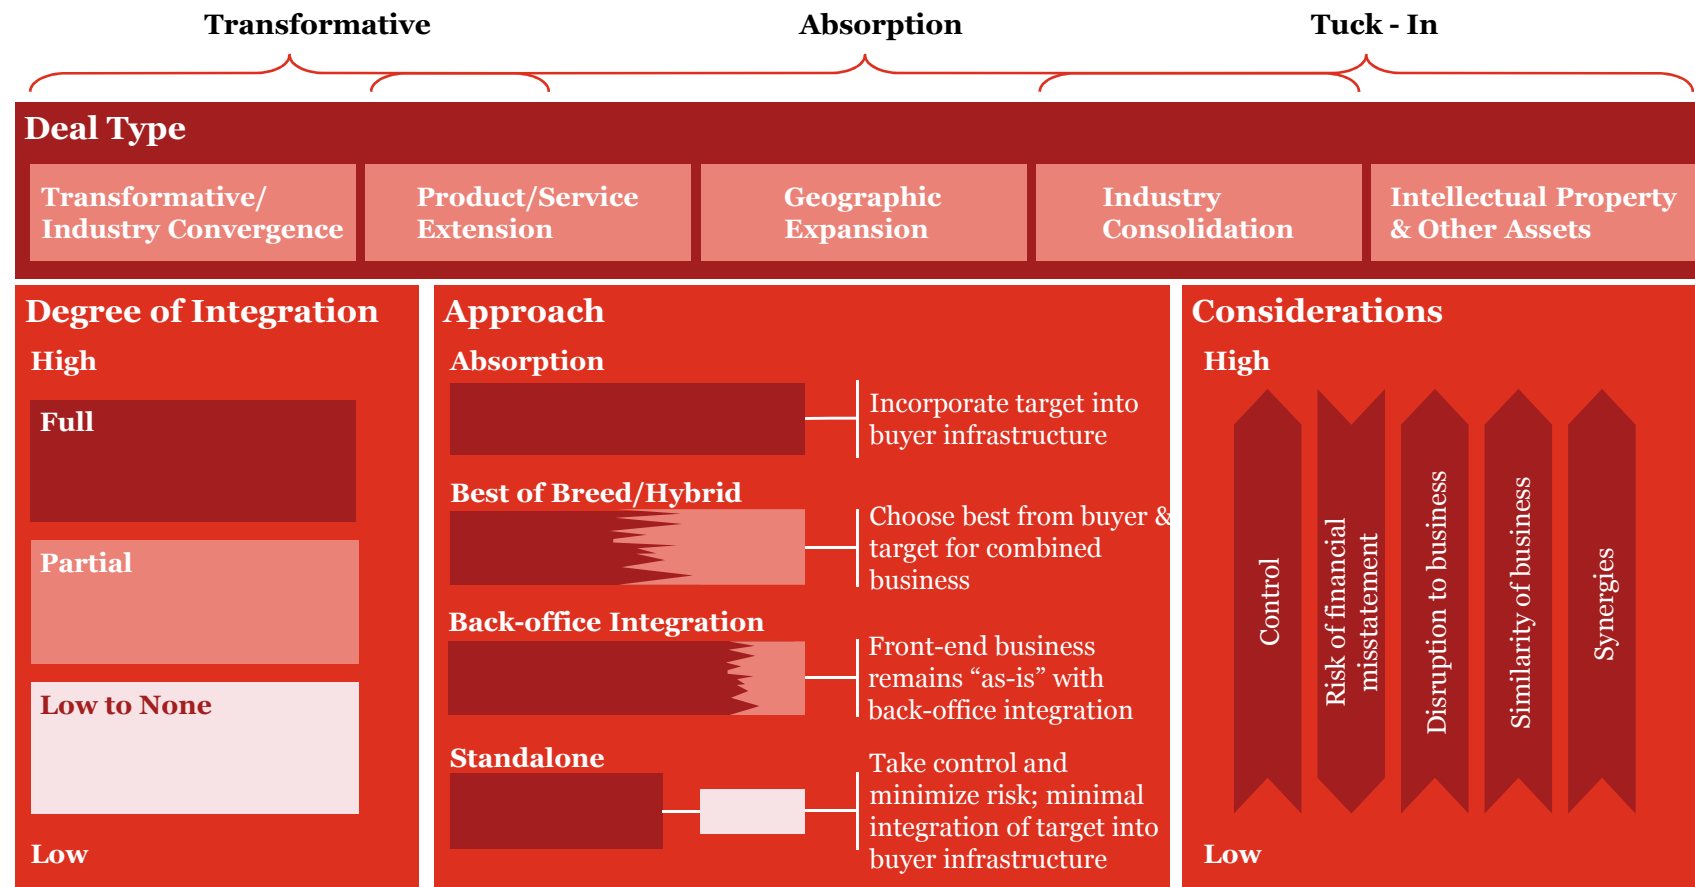 Transformative
Absorption
Tuck - In
Deal Type
Transformative/
Industry Convergence
Product/Service
Extension
Geographic
Expansion
Industry
Consolidation
Intellectual Property
& Other Assets
Degree of Integration
High
Full
Partial
Low to None
Low
Approach
Absorption
Incorporate target into
buyer infrastructure
Best of Breed/Hybrid
Choose best from buyer &
target for combined
business
Back-office Integration
Front-end business
remains “as-is” with
back-office integration
Standalone
Take control and
minimize risk; minimal
integration of target into
buyer infrastructure
Considerations
High
Control
Risk of financial
misstatement
Disruption to business
Similarity of business
Synergies
Low